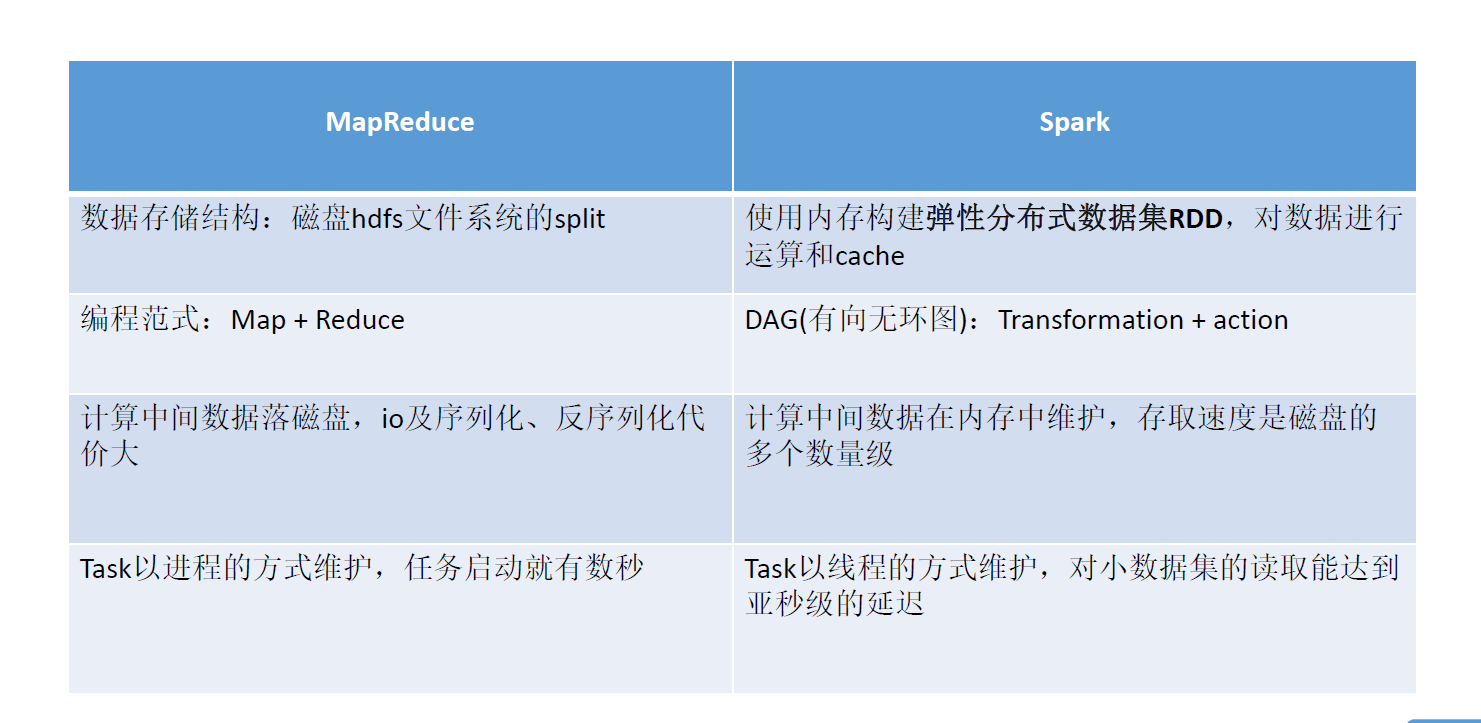 MapReduce
Spark
数据存储结构：磁盘hdfs文件系统的split
使用内存构建弹性分布式数据集RDD，对数据进行
运算和cache
编程范式：Map + Reduce
DAG(有向无环图)：Transformation + action
计算中间数据落磁盘，io及序列化、反序列化代
价大
计算中间数据在内存中维护，存取速度是磁盘的
多个数量级
Task以进程的方式维护，任务启动就有数秒
Task以线程的方式维护，对小数据集的读取能达到
亚秒级的延迟